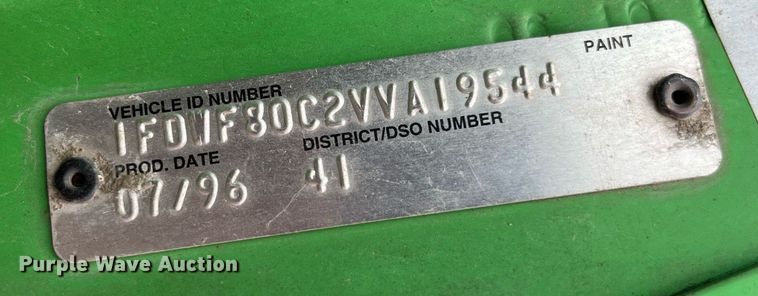 PAINT
VEHICLE ID NUMBER
1FDWF80C2VVA19544
PROD. DATE DISTRICT/DSO NUMBER
07/96 41
Purple Wave Auction